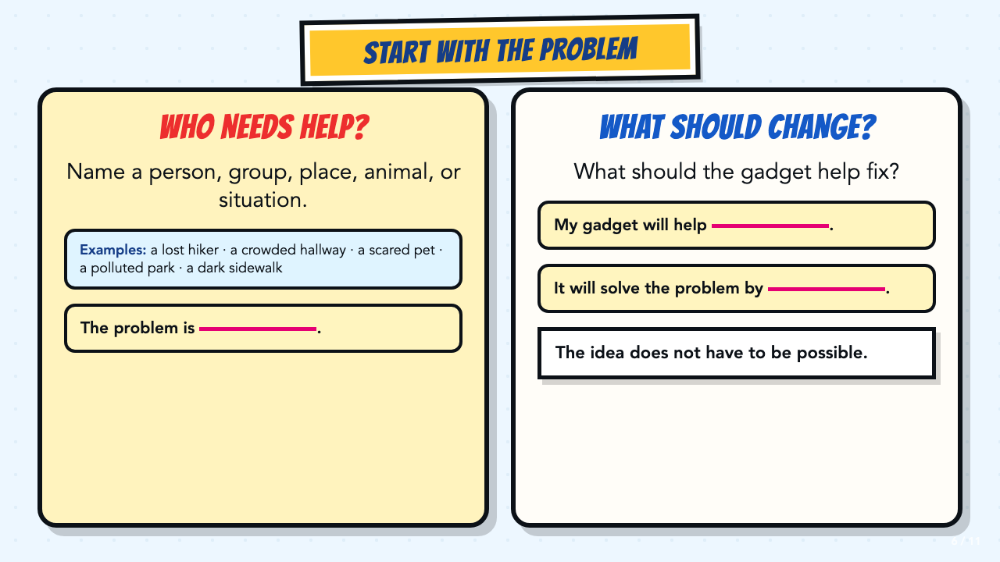 START WITH THE PROBLEM
WHO NEEDS HELP?
Name a person, group, place, animal, or
situation.
Examples: a lost hiker · a crowded hallway · a scared pet ·
a polluted park · a dark sidewalk
The problem is ________.
WHAT SHOULD CHANGE?
What should the gadget help fix?
My gadget will help ________.
It will solve the problem by ________.
The idea does not have to be possible.
6 / 11